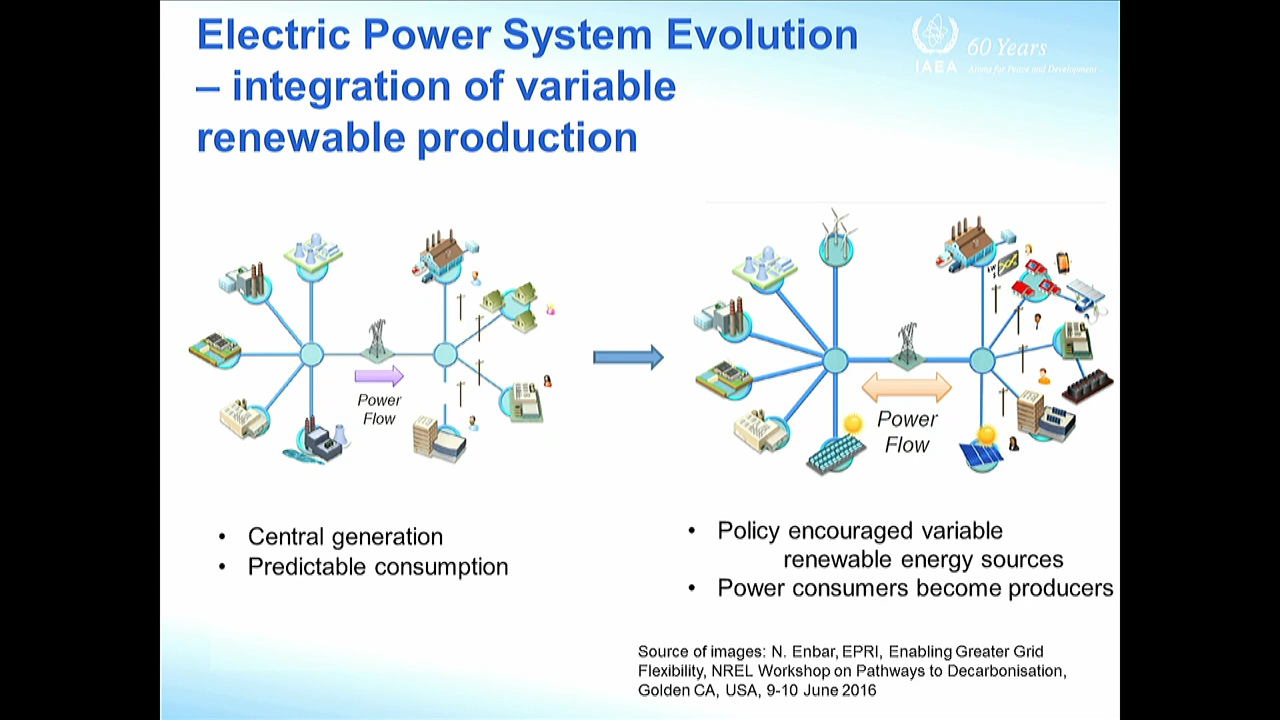 Electric Power System Evolution
– integration of variable
renewable production
IAEA
60 Years
Atoms for Peace and Development
Power
Flow
Power
Flow
• Central generation
• Predictable consumption
• Policy encouraged variable
renewable energy sources
• Power consumers become producers
Source of images: N. Enbar, EPRI, Enabling Greater Grid
Flexibility, NREL Workshop on Pathways to Decarbonisation,
Golden CA, USA, 9-10 June 2016